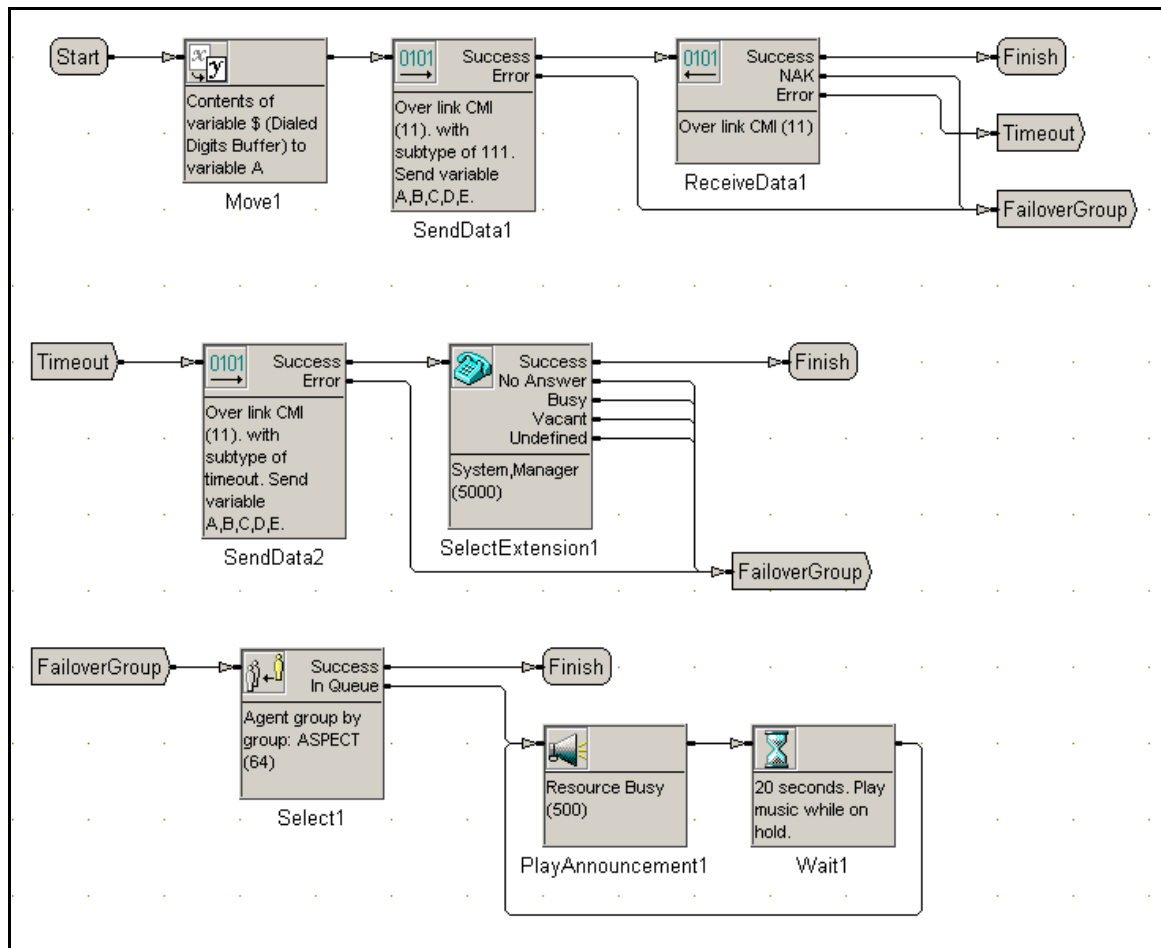 Start
x
y
Contents of
variable $ (Dialed
Digits Buffer) to
variable A
Move1
0101
Success
Error
Over link CMI
(11). with
subtype of 111.
Send variable
A,B,C,D,E.
SendData1
0101
Success
NAK
Error
Over link CMI (11)
ReceiveData1
Finish
Timeout
FailoverGroup
Timeout
0101
Success
Error
Over link CMI
(11). with
subtype of
timeout. Send
variable
A,B,C,D,E.
SendData2
Success
No Answer
Busy
Vacant
Undefined
System,Manager
(5000)
SelectExtension1
Finish
FailoverGroup
FailoverGroup
Success
In Queue
Agent group by
group: ASPECT
(64)
Select1
Finish
Resource Busy
(500)
PlayAnnouncement1
20 seconds. Play
music while on
hold.
Wait1